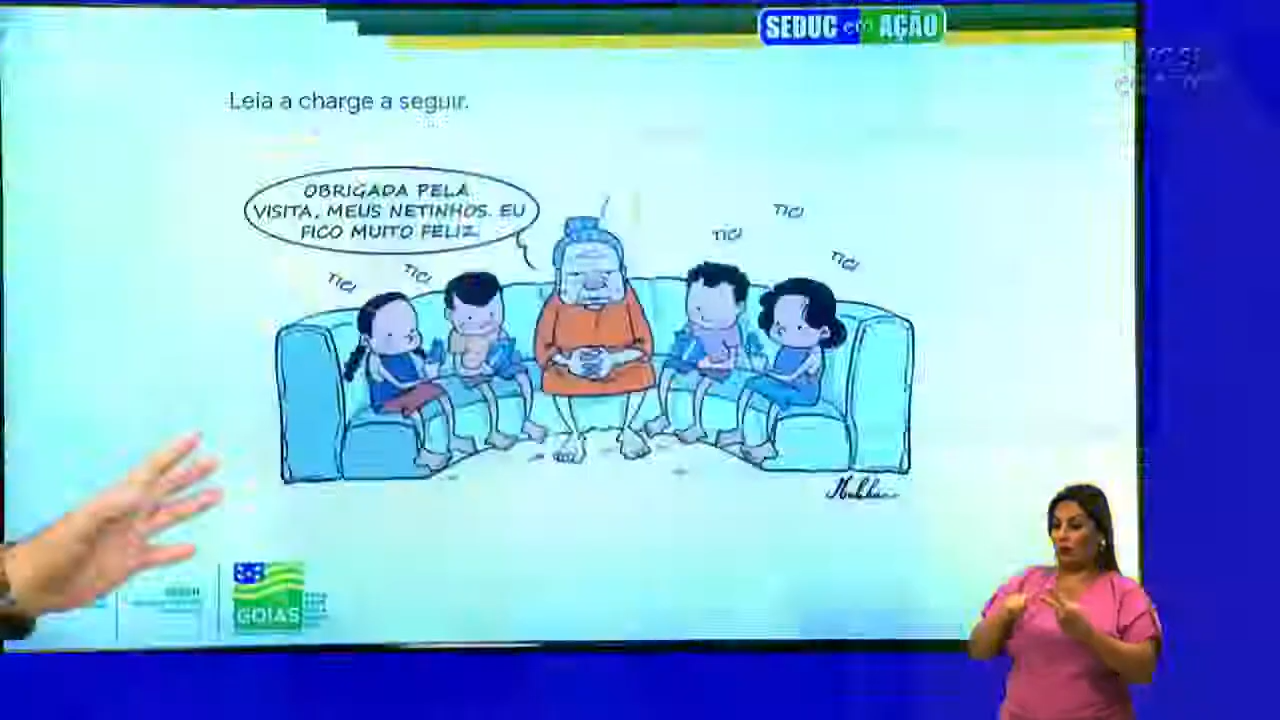 SEDUC em AÇÃO
Leia a charge a seguir.
OBRIGADA PELA
VISITA, MEUS NETINHOS. EU
FICO MUITO FELIZ.
TIC!
TIC!
TIC!
TIC!
TIC!
GOIÁS